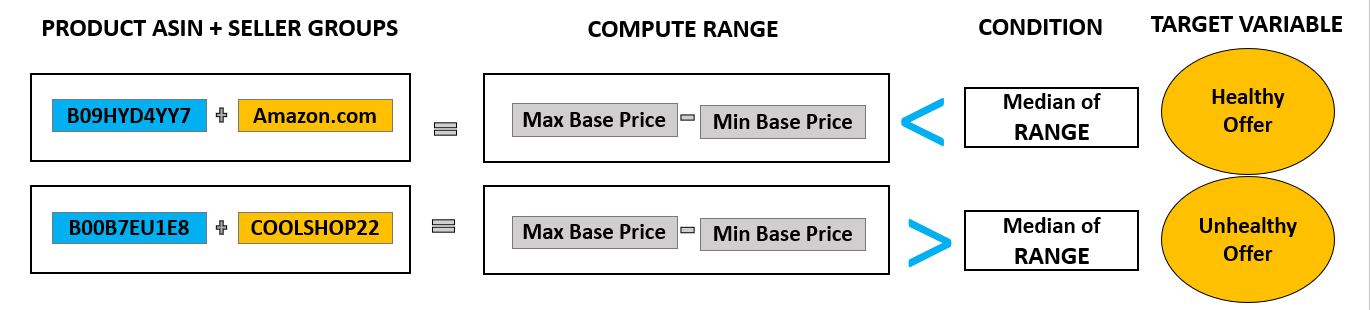 PRODUCT ASIN + SELLER GROUPS
COMPUTE RANGE
CONDITION
TARGET VARIABLE
B09HYD4YY7 + Amazon.com = Max Base Price - Min Base Price < Median of
RANGE
Healthy
Offer
B00B7EU1E8 + COOLSHOP22 = Max Base Price - Min Base Price > Median of
RANGE
Unhealthy
Offer